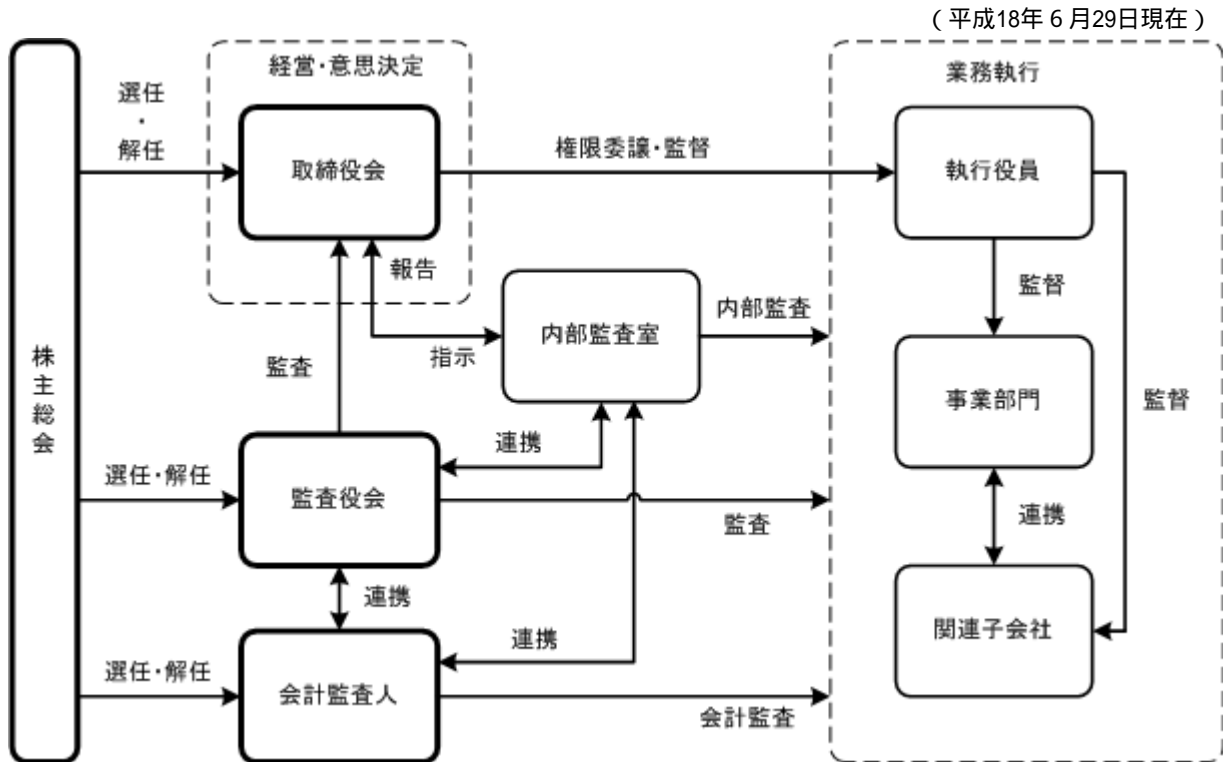 （平成18年６月29日現在）
経営・意思決定
業務執行
選任
・
解任
取締役会
権限委譲・監督
執行役員
報告
監督
内部監査室
内部監査
指示
株主総会
監査
事業部門
監督
連携
選任・解任
監査役会
監査
連携
連携
連携
関連子会社
選任・解任
会計監査人
会計監査